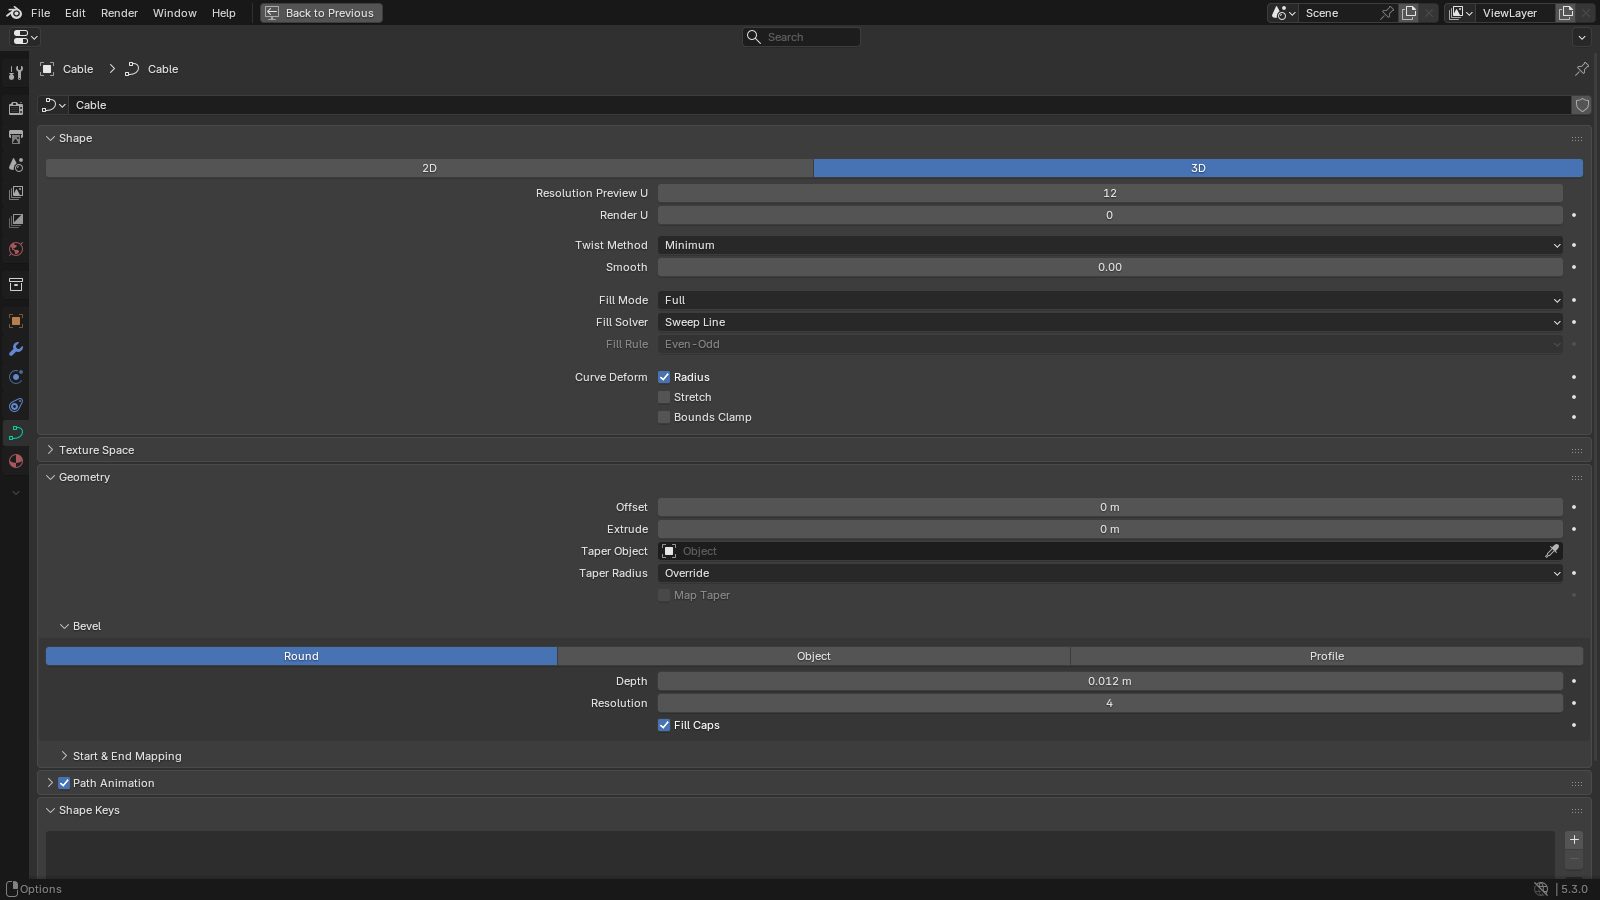 File Edit Render Window Help Back to Previous Scene ViewLayer
Search
Cable Cable
Cable
Shape
2D 3D
Resolution Preview U 12
Render U 0
Twist Method Minimum
Smooth 0.00
Fill Mode Full
Fill Solver Sweep Line
Fill Rule Even-Odd
Curve Deform Radius
Stretch
Bounds Clamp
Texture Space
Geometry
Offset 0 m
Extrude 0 m
Taper Object Object
Taper Radius Override
Map Taper
Bevel
Round Object Profile
Depth 0.012 m
Resolution 4
Fill Caps
Start & End Mapping
Path Animation
Shape Keys
Options 5.3.0